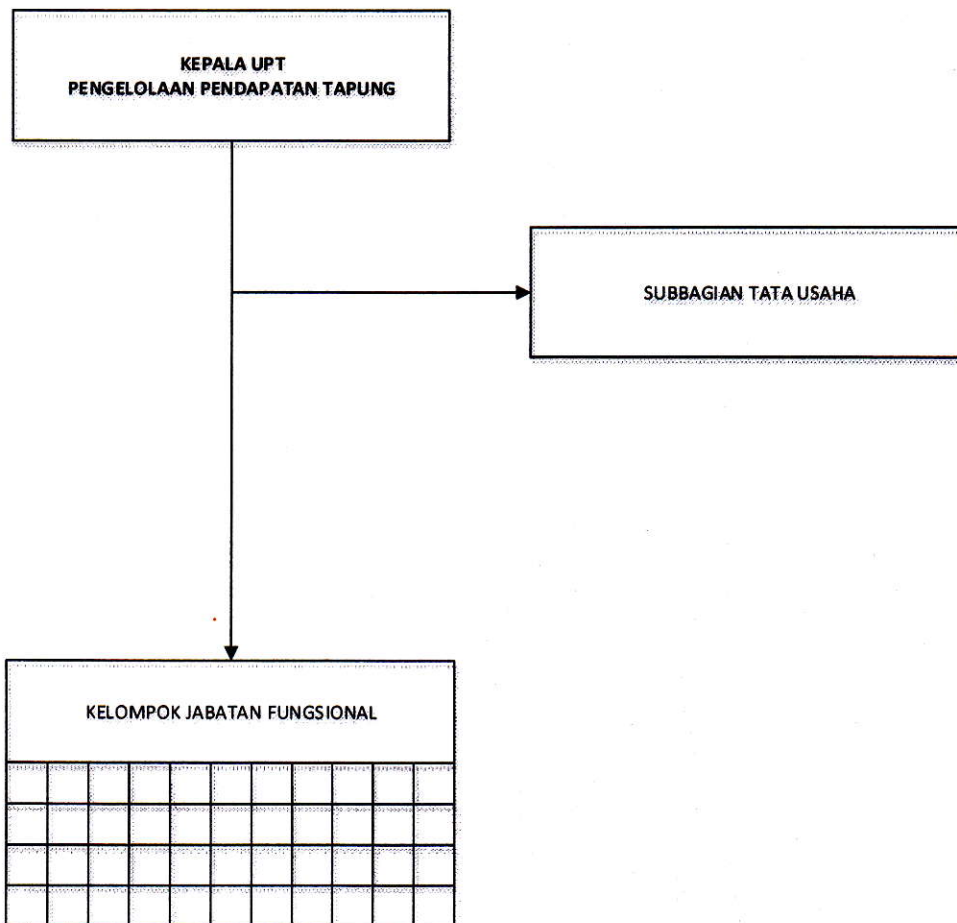 KEPALA UPT
PENGELOLAAN PENDAPATAN TAPUNG
SUBBAGIAN TATA USAHA
KELOMPOK JABATAN FUNGSIONAL